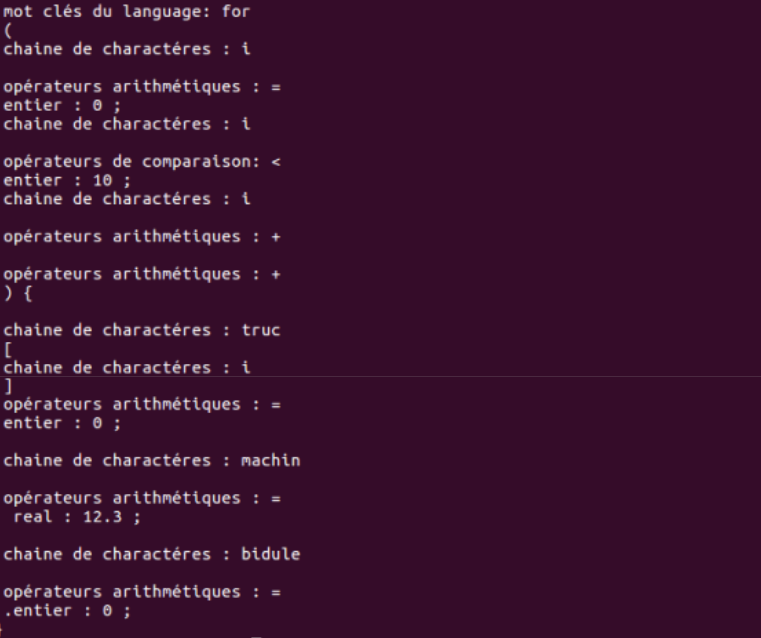 mot clés du language: for
(
chaine de charactéres : i
opérateurs arithmétiques : =
entier : 0 ;
chaine de charactéres : i
opérateurs de comparaison: <
entier : 10 ;
chaine de charactéres : i
opérateurs arithmétiques : +
opérateurs arithmétiques : +
) {
chaine de charactéres : truc
[
chaine de charactéres : i
]
opérateurs arithmétiques : =
entier : 0 ;
chaine de charactéres : machin
opérateurs arithmétiques : =
real : 12.3 ;
chaine de charactéres : bidule
opérateurs arithmétiques : =
.entier : 0 ;